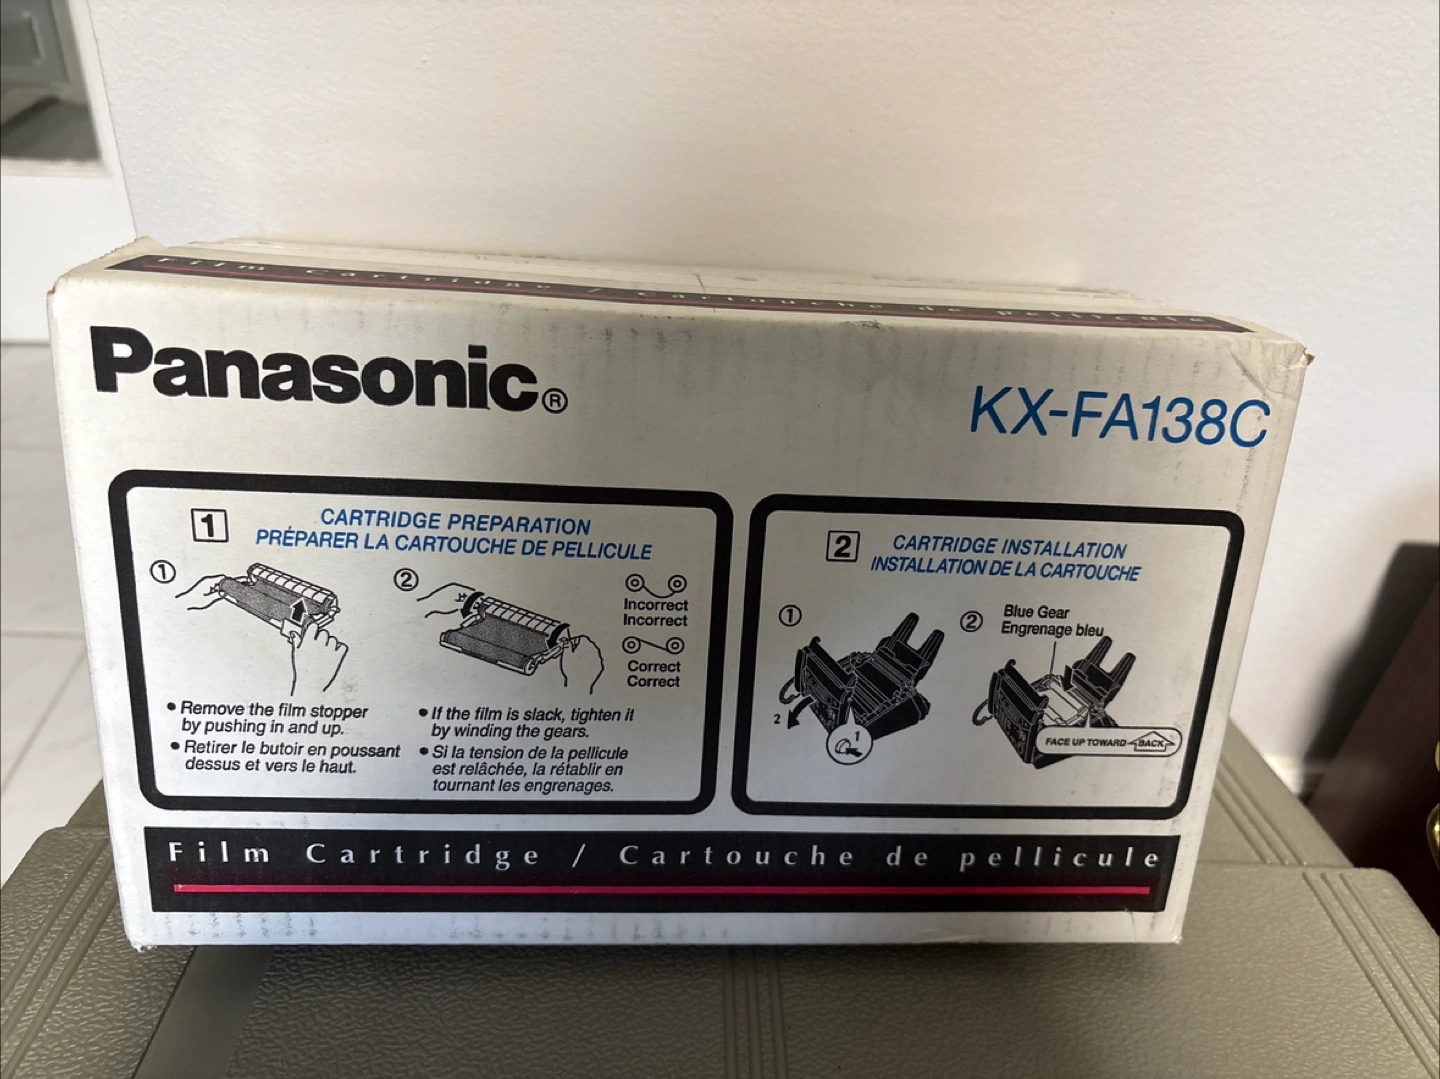 Film Cartridge / Cartouche de pellicule
Panasonic®
KX-FA138C
1
CARTRIDGE PREPARATION
PRÉPARER LA CARTOUCHE DE PELLICULE
①
• Remove the film stopper
by pushing in and up.
• Retirer le butoir en poussant
dessus et vers le haut.
②
Incorrect
Incorrect
Correct
Correct
• If the film is slack, tighten it
by winding the gears.
• Si la tension de la pellicule
est relâchée, la rétablir en
tournant les engrenages.
2
CARTRIDGE INSTALLATION
INSTALLATION DE LA CARTOUCHE
①
2
1
②
Blue Gear
Engrenage bleu
FACE UP TOWARD BACK
Film Cartridge / Cartouche de pellicule